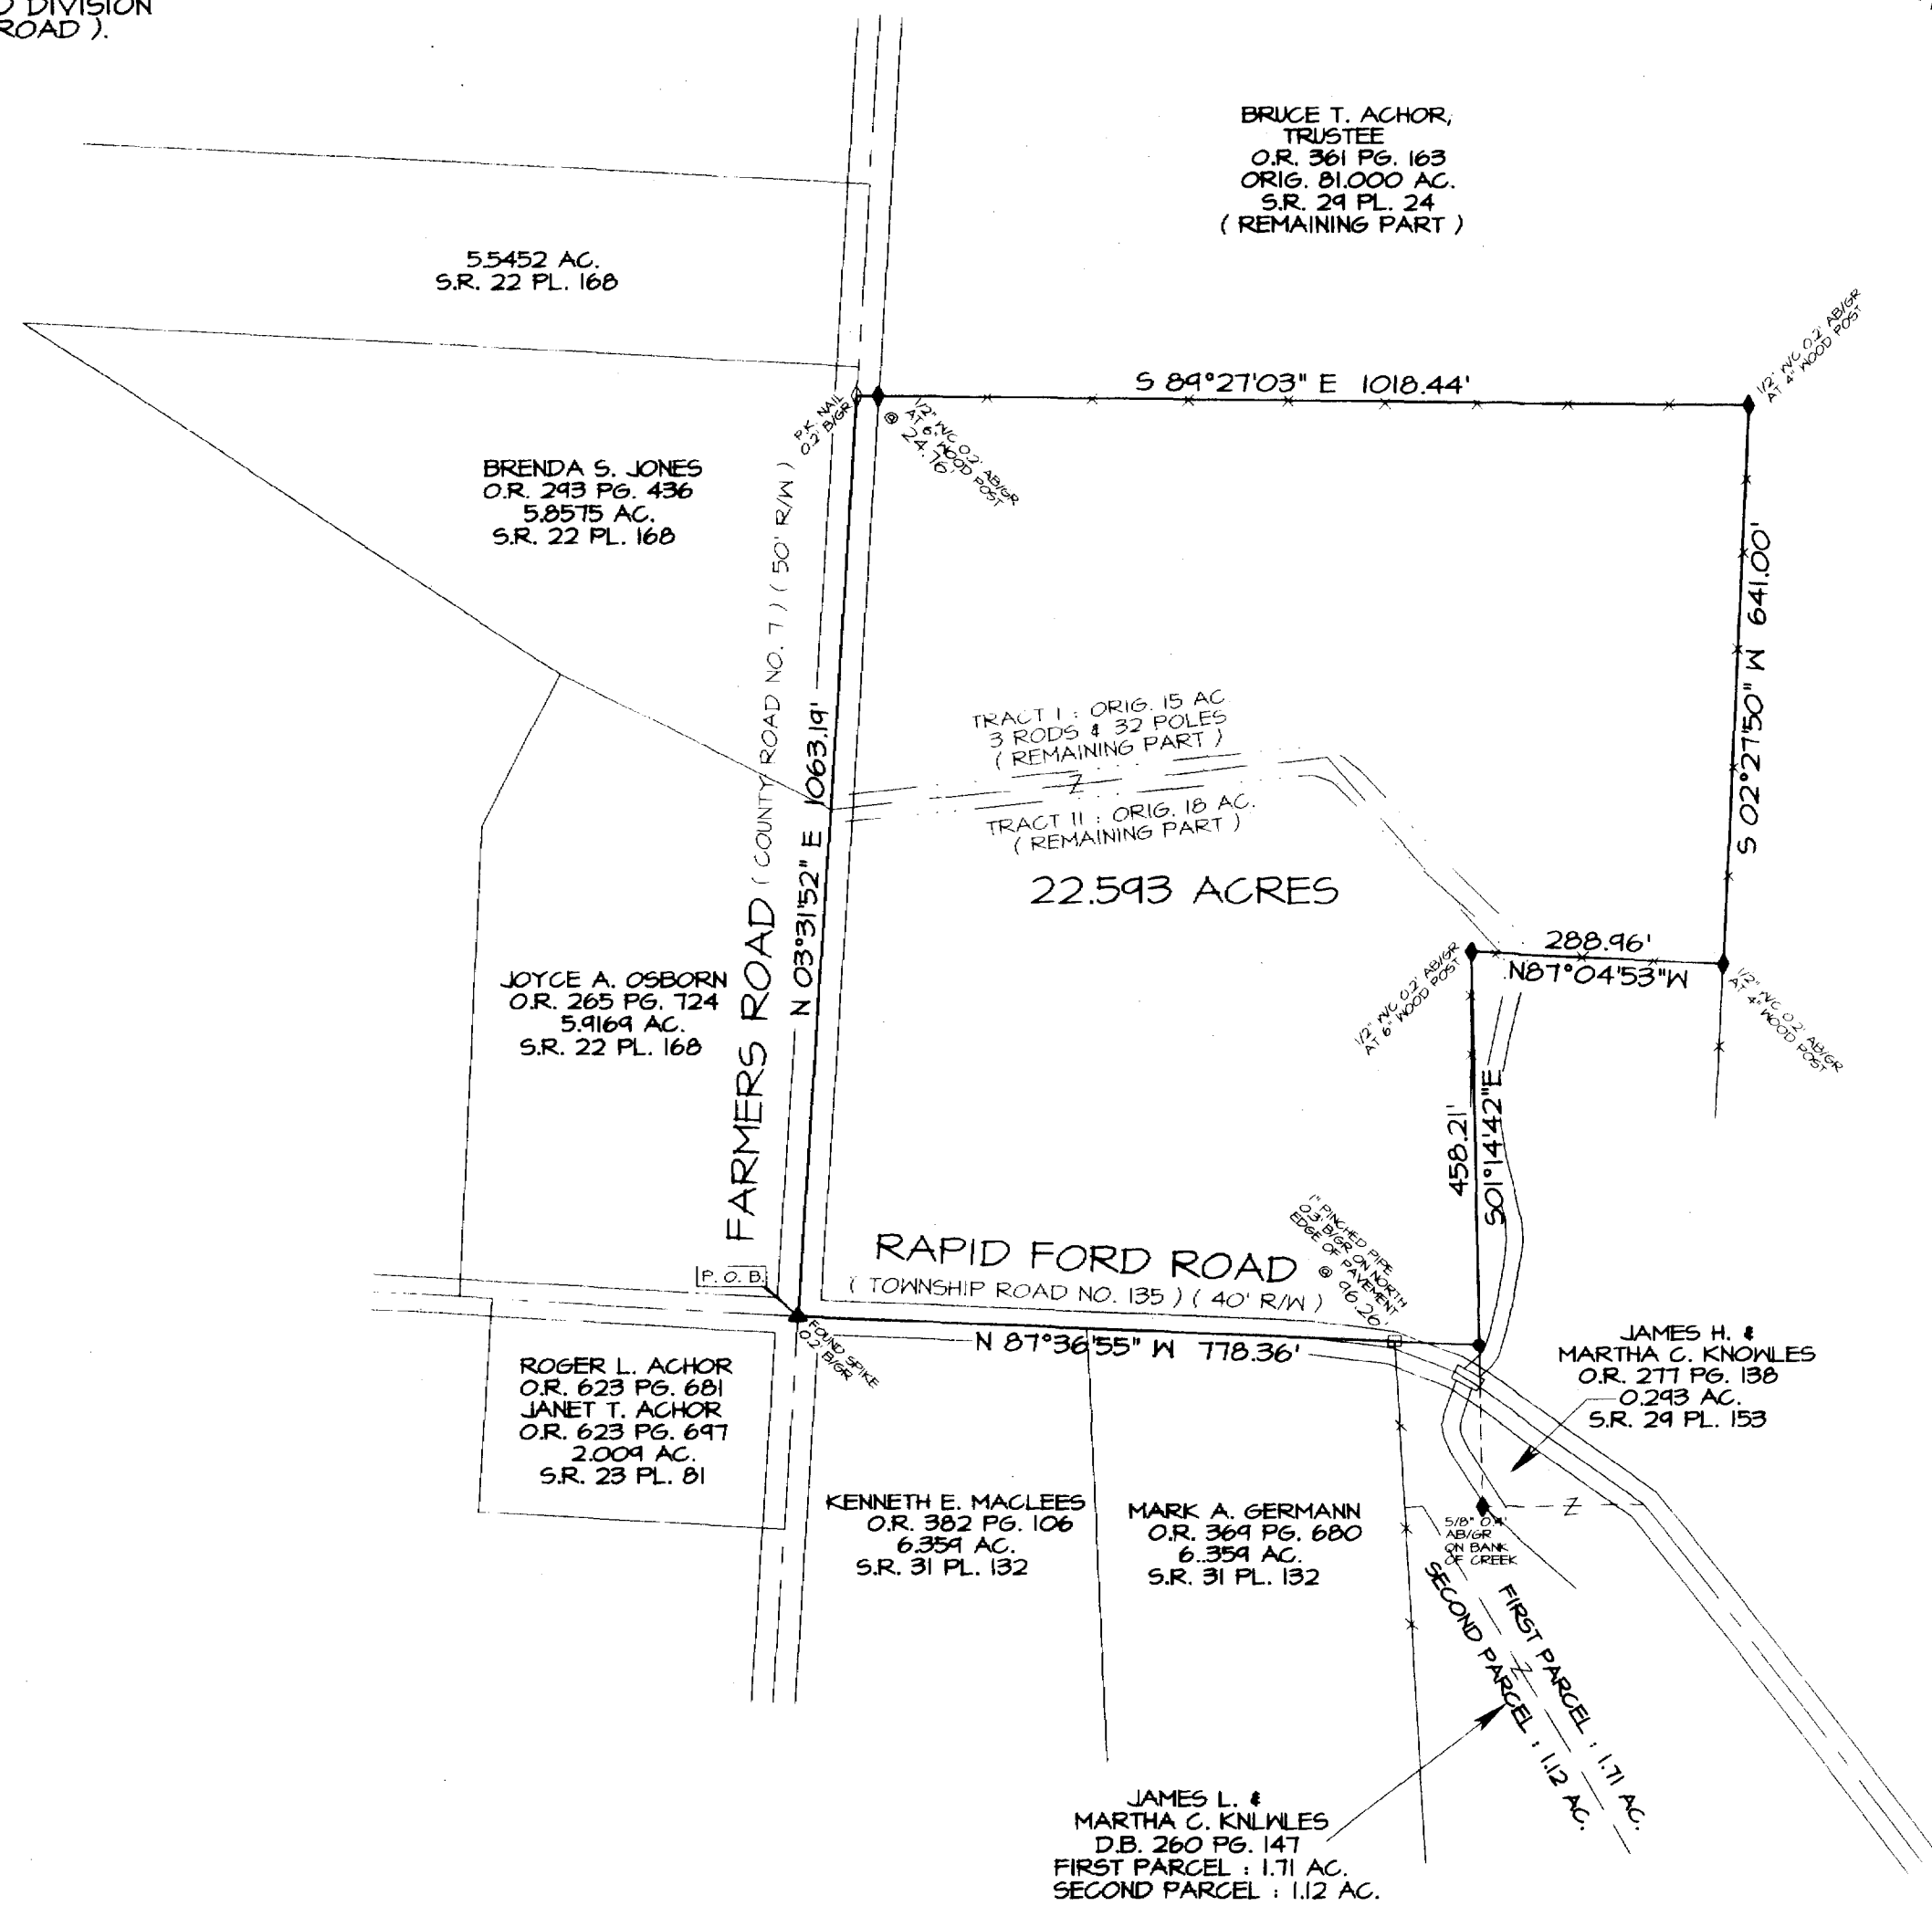 D DIVISION
ROAD ).
BRUCE T. ACHOR,
TRUSTEE
O.R. 361 PG. 163
ORIG. 81.000 AC.
S.R. 29 PL. 24
( REMAINING PART )
5.5452 AC.
S.R. 22 PL. 168
S 89°27'03" E 1018.44'
1/2" W/C 0.2' AB/GR
AT 4" WOOD POST
P.K. NAIL
0.2' B/GR
1/2" W/C 0.2' AB/GR
AT 6" WOOD POST
@ 24.76'
BRENDA S. JONES
O.R. 293 PG. 436
5.8575 AC.
S.R. 22 PL. 168
S 02°27'50" W 641.00'
FARMERS ROAD ( COUNTY ROAD NO. 7 ) ( 50' R/W )
N 03°31'52" E 1063.19'
TRACT I : ORIG. 15 AC
3 RODS & 32 POLES
( REMAINING PART )
Z
TRACT II : ORIG. 18 AC.
( REMAINING PART )
22.593 ACRES
288.96'
N87°04'53"W
1/2" W/C 0.2' AB/GR
AT 6" WOOD POST
1/2" W/C 0.2' AB/GR
AT 4" WOOD POST
JOYCE A. OSBORN
O.R. 265 PG. 724
5.9169 AC.
S.R. 22 PL. 168
458.21'
S01°14'42"E
P. O. B.
RAPID FORD ROAD
( TOWNSHIP ROAD NO. 135 ) ( 40' R/W )
1" PINCHED PIPE
0.3' B/GR ON NORTH
EDGE OF PAVEMENT
@ 96.26'
FOUND SPIKE
0.2' B/GR
N 87°36'55" W 778.36'
JAMES H. &
MARTHA C. KNOWLES
O.R. 277 PG. 138
0.293 AC.
S.R. 29 PL. 153
ROGER L. ACHOR
O.R. 623 PG. 681
JANET T. ACHOR
O.R. 623 PG. 697
2.009 AC.
S.R. 23 PL. 81
KENNETH E. MACLEES
O.R. 382 PG. 106
6.359 AC.
S.R. 31 PL. 132
MARK A. GERMANN
O.R. 369 PG. 680
6..359 AC.
S.R. 31 PL. 132
5/8" 0.4'
AB/GR
ON BANK
OF CREEK
Z
FIRST PARCEL : 1.71 AC.
Z
SECOND PARCEL : 1.12 AC.
JAMES L. &
MARTHA C. KNLWLES
D.B. 260 PG. 147
FIRST PARCEL : 1.71 AC.
SECOND PARCEL : 1.12 AC.